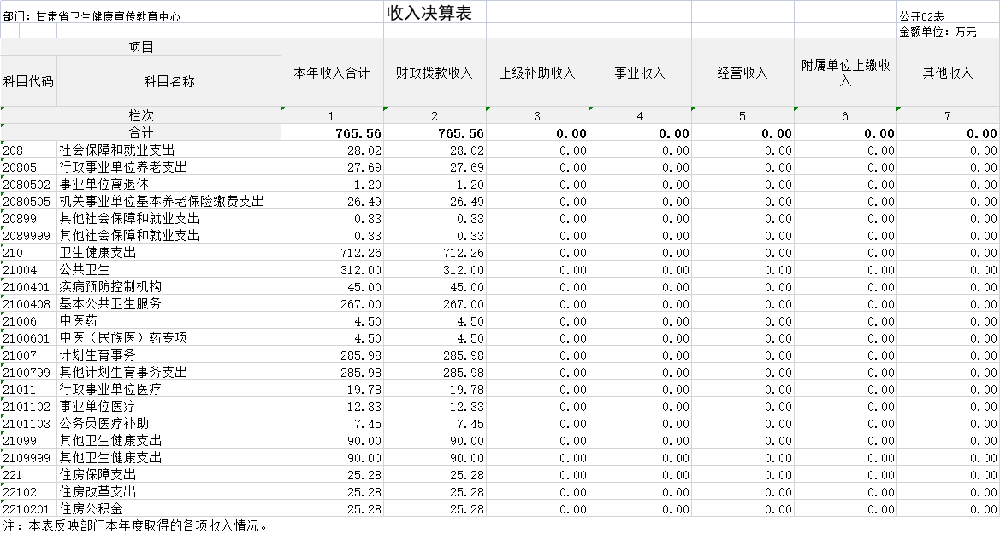 收入决算表
部门：甘肃省卫生健康宣传教育中心 公开02表
金额单位：万元
项目 本年收入合计 财政拨款收入 上级补助收入 事业收入 经营收入 附属单位上缴收入 其他收入
科目代码 科目名称
栏次 1 2 3 4 5 6 7
合计 765.56 765.56 0.00 0.00 0.00 0.00 0.00
208 社会保障和就业支出 28.02 28.02 0.00 0.00 0.00 0.00 0.00
20805 行政事业单位养老支出 27.69 27.69 0.00 0.00 0.00 0.00 0.00
2080502 事业单位离退休 1.20 1.20 0.00 0.00 0.00 0.00 0.00
2080505 机关事业单位基本养老保险缴费支出 26.49 26.49 0.00 0.00 0.00 0.00 0.00
20899 其他社会保障和就业支出 0.33 0.33 0.00 0.00 0.00 0.00 0.00
2089999 其他社会保障和就业支出 0.33 0.33 0.00 0.00 0.00 0.00 0.00
210 卫生健康支出 712.26 712.26 0.00 0.00 0.00 0.00 0.00
21004 公共卫生 312.00 312.00 0.00 0.00 0.00 0.00 0.00
2100401 疾病预防控制机构 45.00 45.00 0.00 0.00 0.00 0.00 0.00
2100408 基本公共卫生服务 267.00 267.00 0.00 0.00 0.00 0.00 0.00
21006 中医药 4.50 4.50 0.00 0.00 0.00 0.00 0.00
2100601 中医（民族医）药专项 4.50 4.50 0.00 0.00 0.00 0.00 0.00
21007 计划生育事务 285.98 285.98 0.00 0.00 0.00 0.00 0.00
2100799 其他计划生育事务支出 285.98 285.98 0.00 0.00 0.00 0.00 0.00
21011 行政事业单位医疗 19.78 19.78 0.00 0.00 0.00 0.00 0.00
2101102 事业单位医疗 12.33 12.33 0.00 0.00 0.00 0.00 0.00
2101103 公务员医疗补助 7.45 7.45 0.00 0.00 0.00 0.00 0.00
21099 其他卫生健康支出 90.00 90.00 0.00 0.00 0.00 0.00 0.00
2109999 其他卫生健康支出 90.00 90.00 0.00 0.00 0.00 0.00 0.00
221 住房保障支出 25.28 25.28 0.00 0.00 0.00 0.00 0.00
22102 住房改革支出 25.28 25.28 0.00 0.00 0.00 0.00 0.00
2210201 住房公积金 25.28 25.28 0.00 0.00 0.00 0.00 0.00
注：本表反映部门本年度取得的各项收入情况。